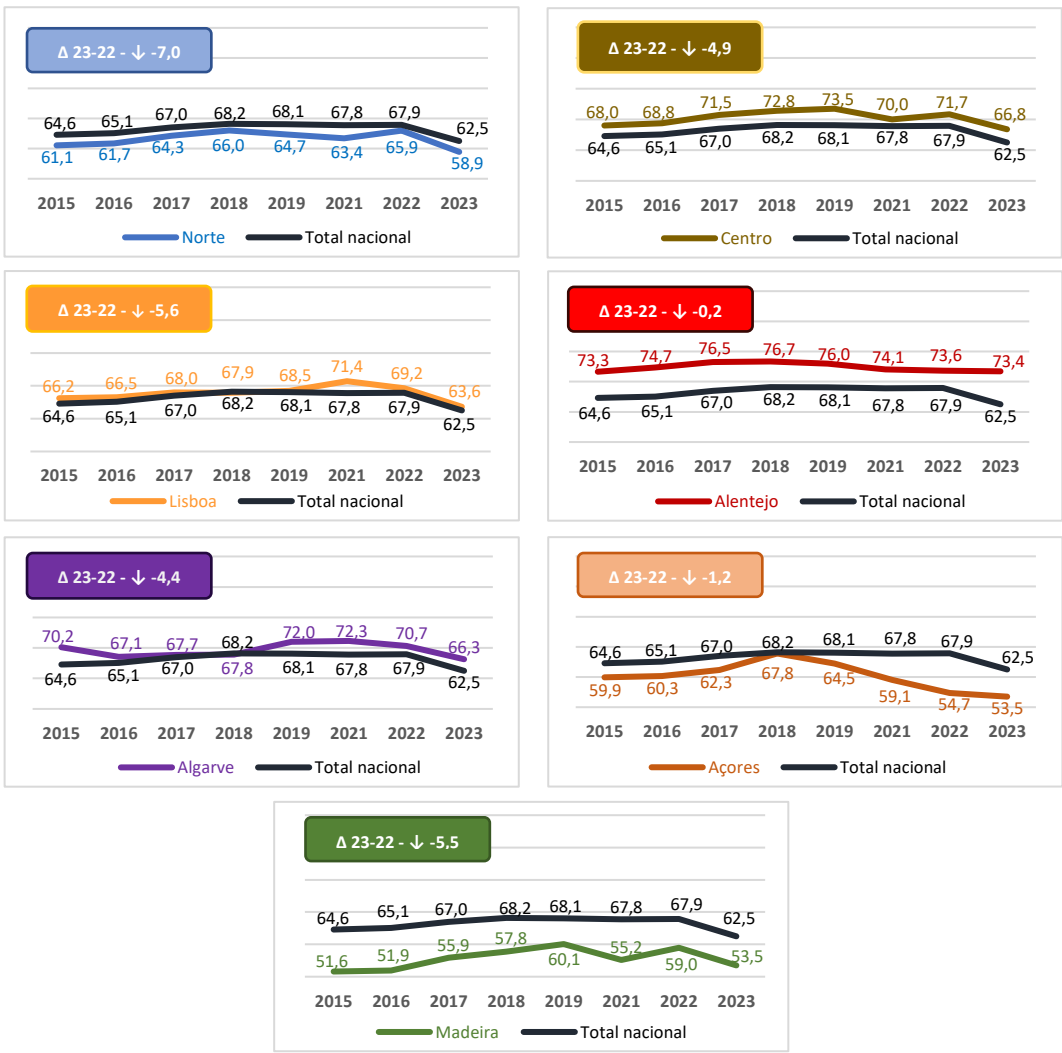 Δ 23-22 - ↓ -7,0
64,6 65,1 67,0 68,2 68,1 67,8 67,9 62,5
61,1 61,7 64,3 66,0 64,7 63,4 65,9 58,9
2015 2016 2017 2018 2019 2021 2022 2023
Norte Total nacional
Δ 23-22 - ↓ -4,9
68,0 68,8 71,5 72,8 73,5 70,0 71,7 66,8
64,6 65,1 67,0 68,2 68,1 67,8 67,9 62,5
2015 2016 2017 2018 2019 2021 2022 2023
Centro Total nacional
Δ 23-22 - ↓ -5,6
66,2 66,5 68,0 67,9 68,5 71,4 69,2 63,6
64,6 65,1 67,0 68,2 68,1 67,8 67,9 62,5
2015 2016 2017 2018 2019 2021 2022 2023
Lisboa Total nacional
Δ 23-22 - ↓ -0,2
73,3 74,7 76,5 76,7 76,0 74,1 73,6 73,4
64,6 65,1 67,0 68,2 68,1 67,8 67,9 62,5
2015 2016 2017 2018 2019 2021 2022 2023
Alentejo Total nacional
Δ 23-22 - ↓ -4,4
70,2 67,1 67,7 68,2 72,0 72,3 70,7 66,3
64,6 65,1 67,0 67,8 68,1 67,8 67,9 62,5
2015 2016 2017 2018 2019 2021 2022 2023
Algarve Total nacional
Δ 23-22 - ↓ -1,2
64,6 65,1 67,0 68,2 68,1 67,8 67,9 62,5
59,9 60,3 62,3 67,8 64,5 59,1 54,7 53,5
2015 2016 2017 2018 2019 2021 2022 2023
Açores Total nacional
Δ 23-22 - ↓ -5,5
64,6 65,1 67,0 68,2 68,1 67,8 67,9 62,5
51,6 51,9 55,9 57,8 60,1 55,2 59,0 53,5
2015 2016 2017 2018 2019 2021 2022 2023
Madeira Total nacional